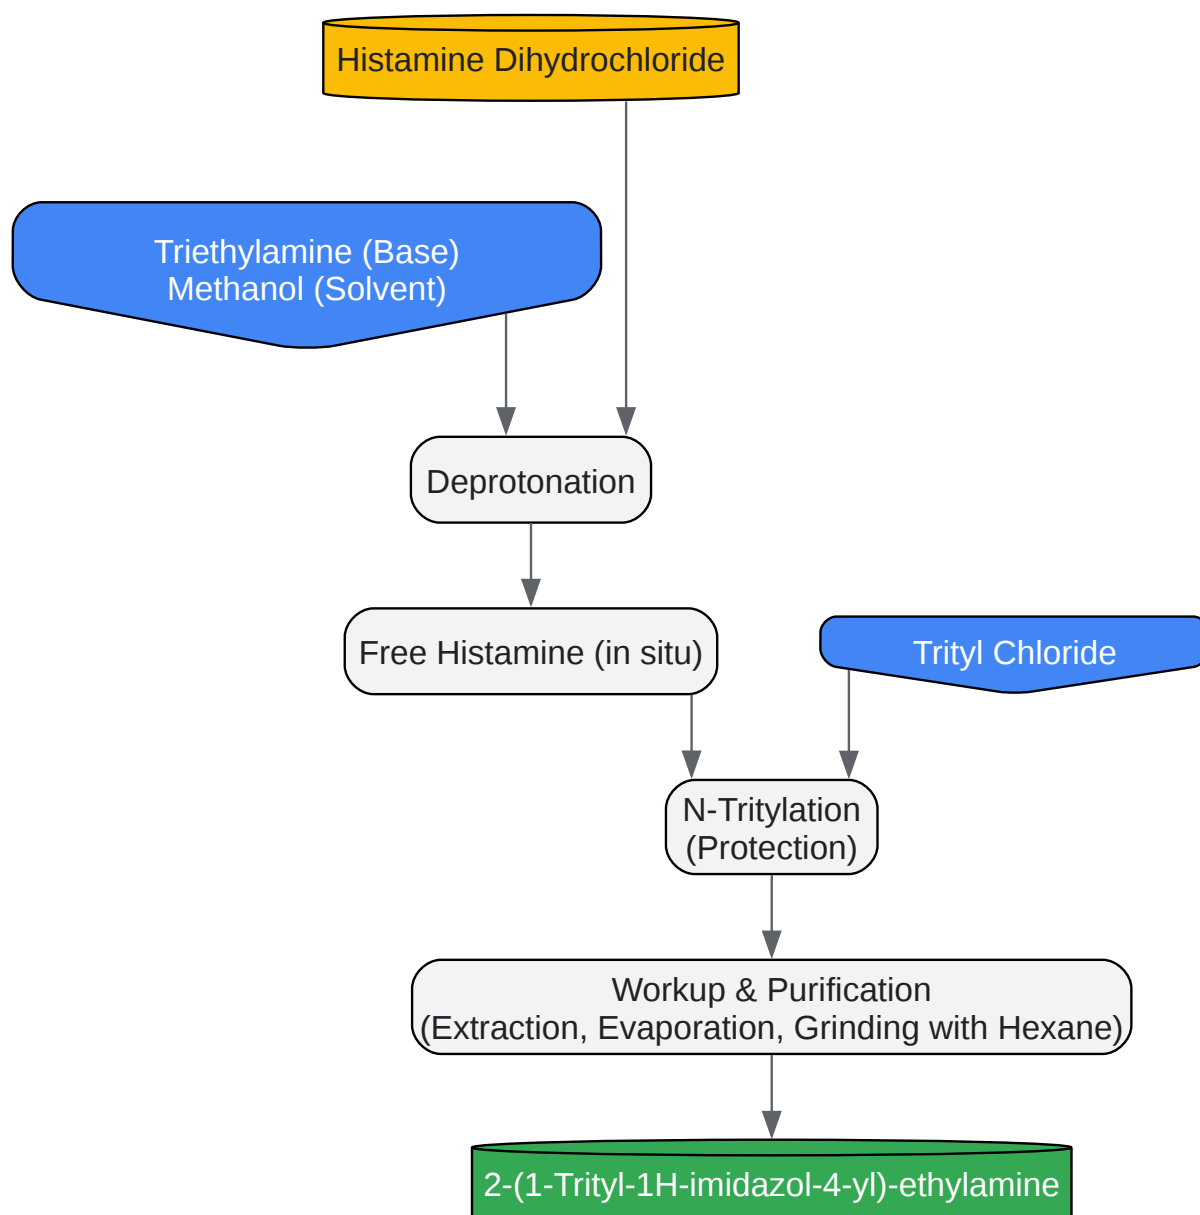 Histamine Dihydrochloride
Triethylamine (Base)
Methanol (Solvent)
Deprotonation
Free Histamine (in situ)
Trityl Chloride
N-Tritylation
(Protection)
Workup & Purification
(Extraction, Evaporation, Grinding with Hexane)
2-(1-Trityl-1H-imidazol-4-yl)-ethylamine